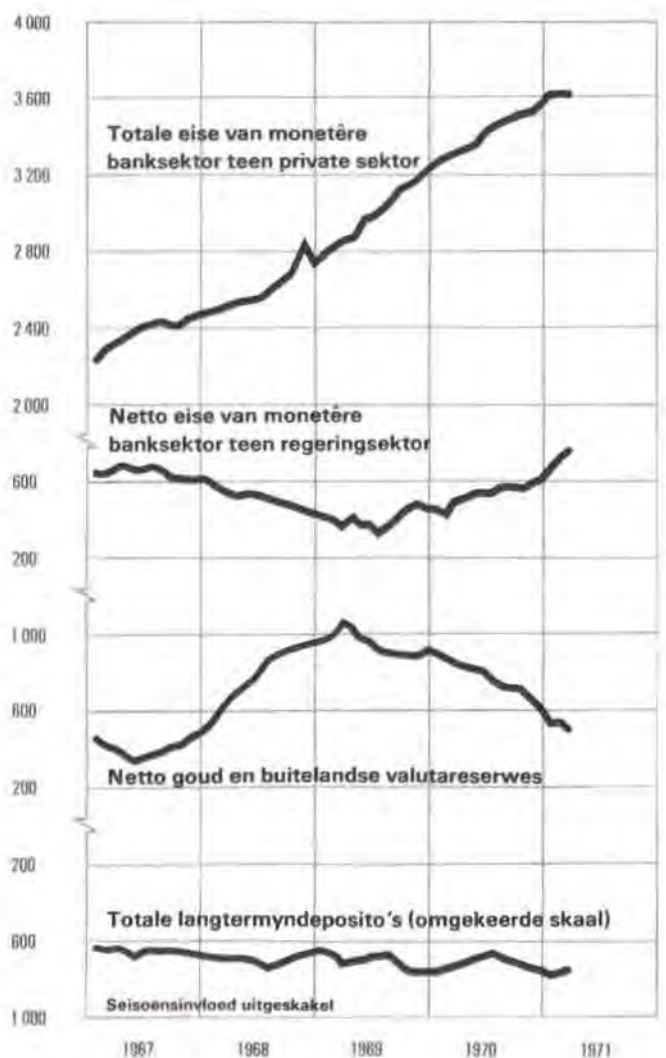 4 000
3 600
Totale eise van monetêre
banksektor teen private sektor
3 200
2 800
2 400
2 000
Netto eise van monetêre
banksektor teen regeringsektor
600
200
1 000
600
Netto goud en buitelandse valutareserwes
200
700
Totale langtermyndeposito's (omgekeerde skaal)
600
Seisoensinvloed uitgeskakel
1 000
1967 1968 1969 1970 1971